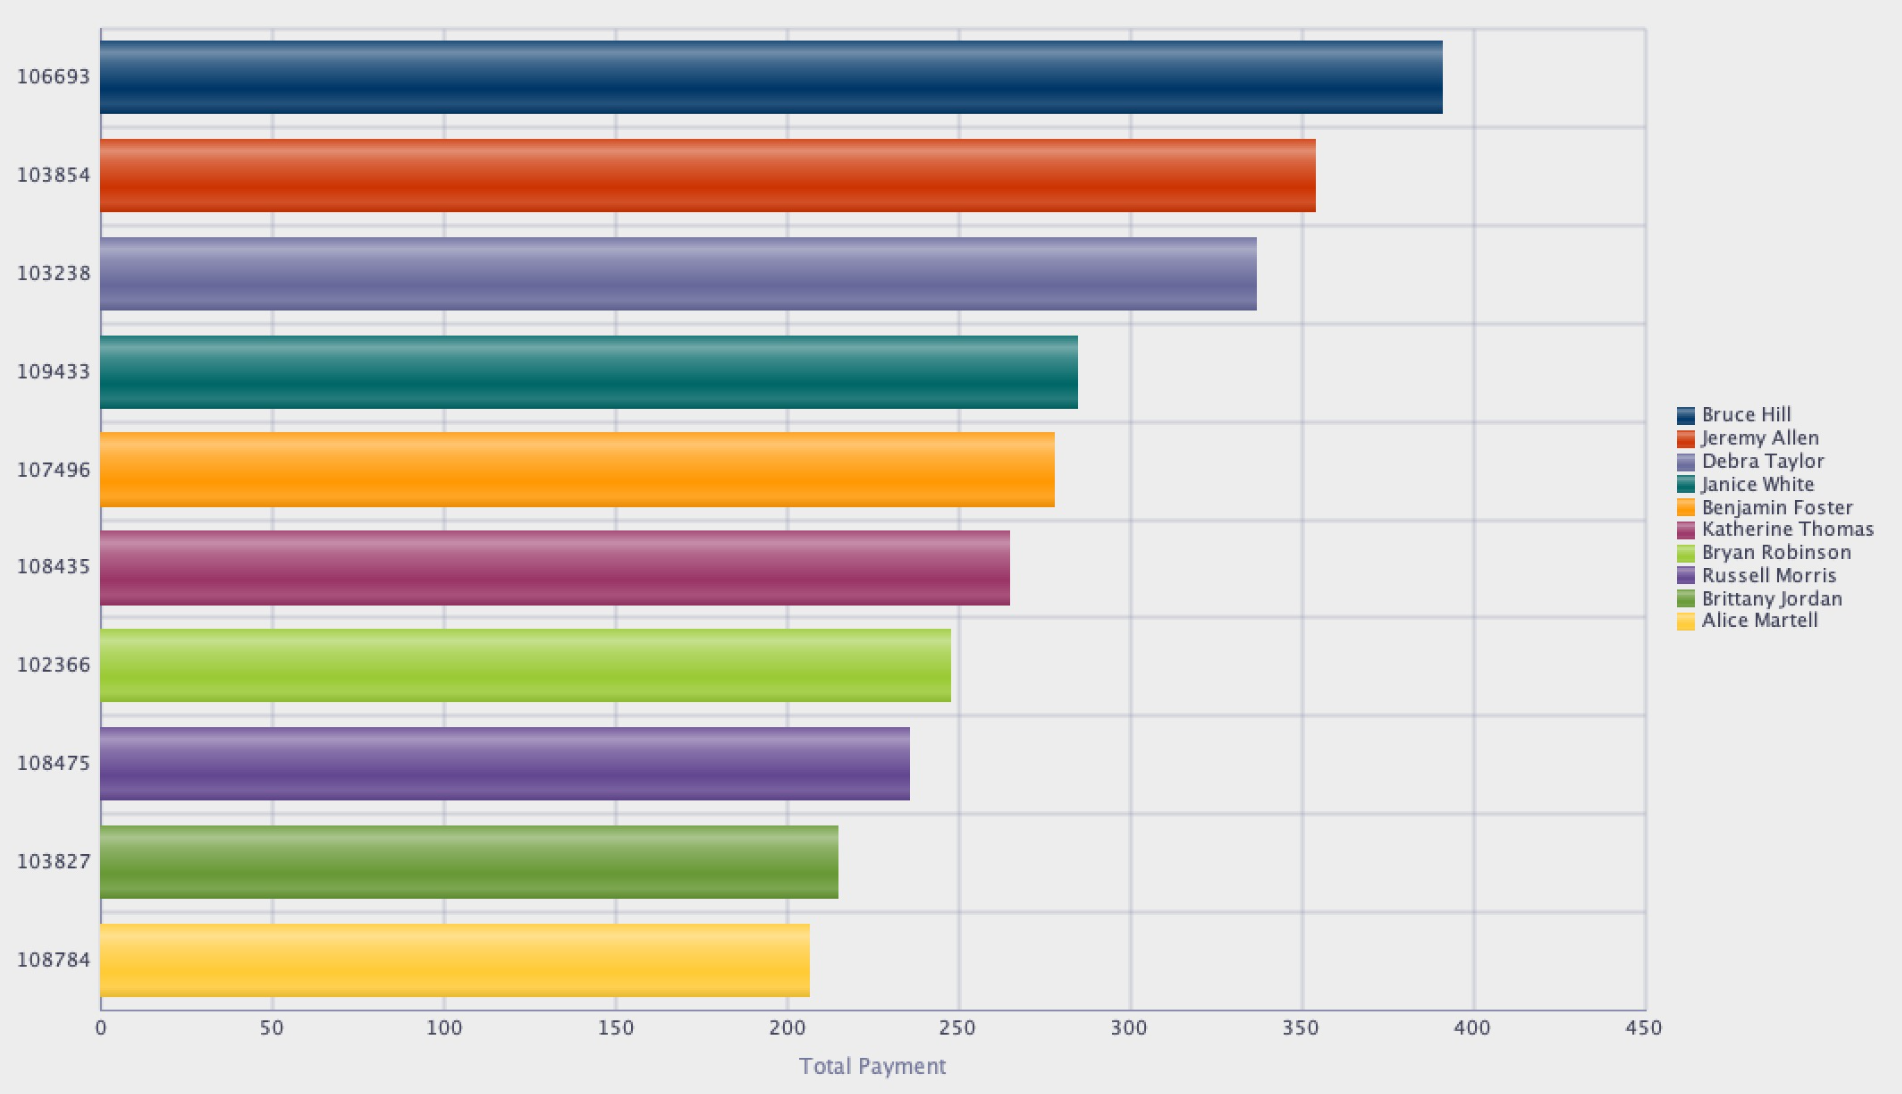 106693
103854
103238
109433
107496
108435
102366
108475
103827
108784
0 50 100 150 200 250 300 350 400 450
Total Payment
Bruce Hill
Jeremy Allen
Debra Taylor
Janice White
Benjamin Foster
Katherine Thomas
Bryan Robinson
Russell Morris
Brittany Jordan
Alice Martell